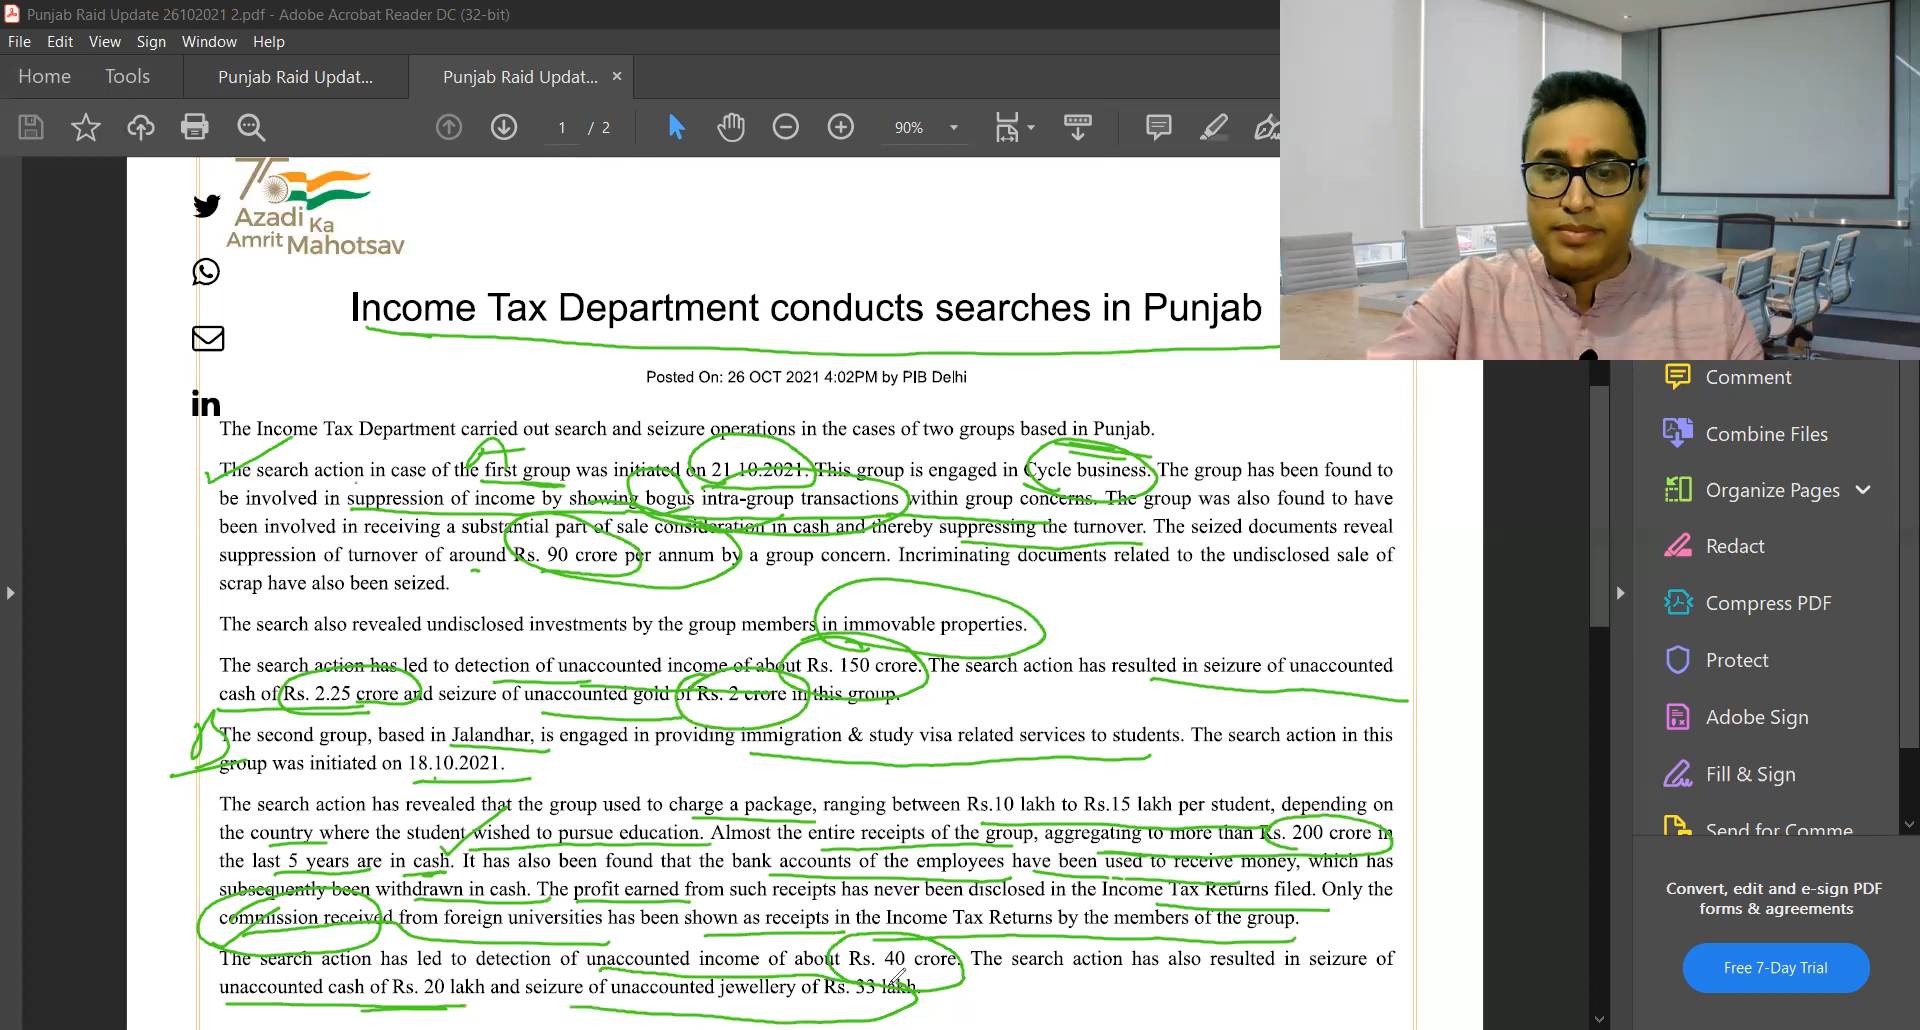 Punjab Raid Update 26102021 2.pdf - Adobe Acrobat Reader DC (32-bit)
File Edit View Sign Window Help
Home Tools Punjab Raid Updat... Punjab Raid Updat... ×
1 / 2 90%
75
Azadi Ka
Amrit Mahotsav
in
Income Tax Department conducts searches in Punjab
Posted On: 26 OCT 2021 4:02PM by PIB Delhi
The Income Tax Department carried out search and seizure operations in the cases of two groups based in Punjab.
The search action in case of the first group was initiated on 21.10.2021. This group is engaged in Cycle business. The group has been found to
be involved in suppression of income by showing bogus intra-group transactions within group concerns. The group was also found to have
been involved in receiving a substantial part of sale consideration in cash and thereby suppressing the turnover. The seized documents reveal
suppression of turnover of around Rs. 90 crore per annum by a group concern. Incriminating documents related to the undisclosed sale of
scrap have also been seized.
The search also revealed undisclosed investments by the group members in immovable properties.
The search action has led to detection of unaccounted income of about Rs. 150 crore. The search action has resulted in seizure of unaccounted
cash of Rs. 2.25 crore and seizure of unaccounted gold of Rs. 2 crore in this group.
The second group, based in Jalandhar, is engaged in providing immigration & study visa related services to students. The search action in this
group was initiated on 18.10.2021.
The search action has revealed that the group used to charge a package, ranging between Rs.10 lakh to Rs.15 lakh per student, depending on
the country where the student wished to pursue education. Almost the entire receipts of the group, aggregating to more than Rs. 200 crore in
the last 5 years are in cash. It has also been found that the bank accounts of the employees have been used to receive money, which has
subsequently been withdrawn in cash. The profit earned from such receipts has never been disclosed in the Income Tax Returns filed. Only the
commission received from foreign universities has been shown as receipts in the Income Tax Returns by the members of the group.
The search action has led to detection of unaccounted income of about Rs. 40 crore. The search action has also resulted in seizure of
unaccounted cash of Rs. 20 lakh and seizure of unaccounted jewellery of Rs. 33 lakh.
Comment
Combine Files
Organize Pages
Redact
Compress PDF
Protect
Adobe Sign
Fill & Sign
Send for Comme
Convert, edit and e-sign PDF
forms & agreements
Free 7-Day Trial